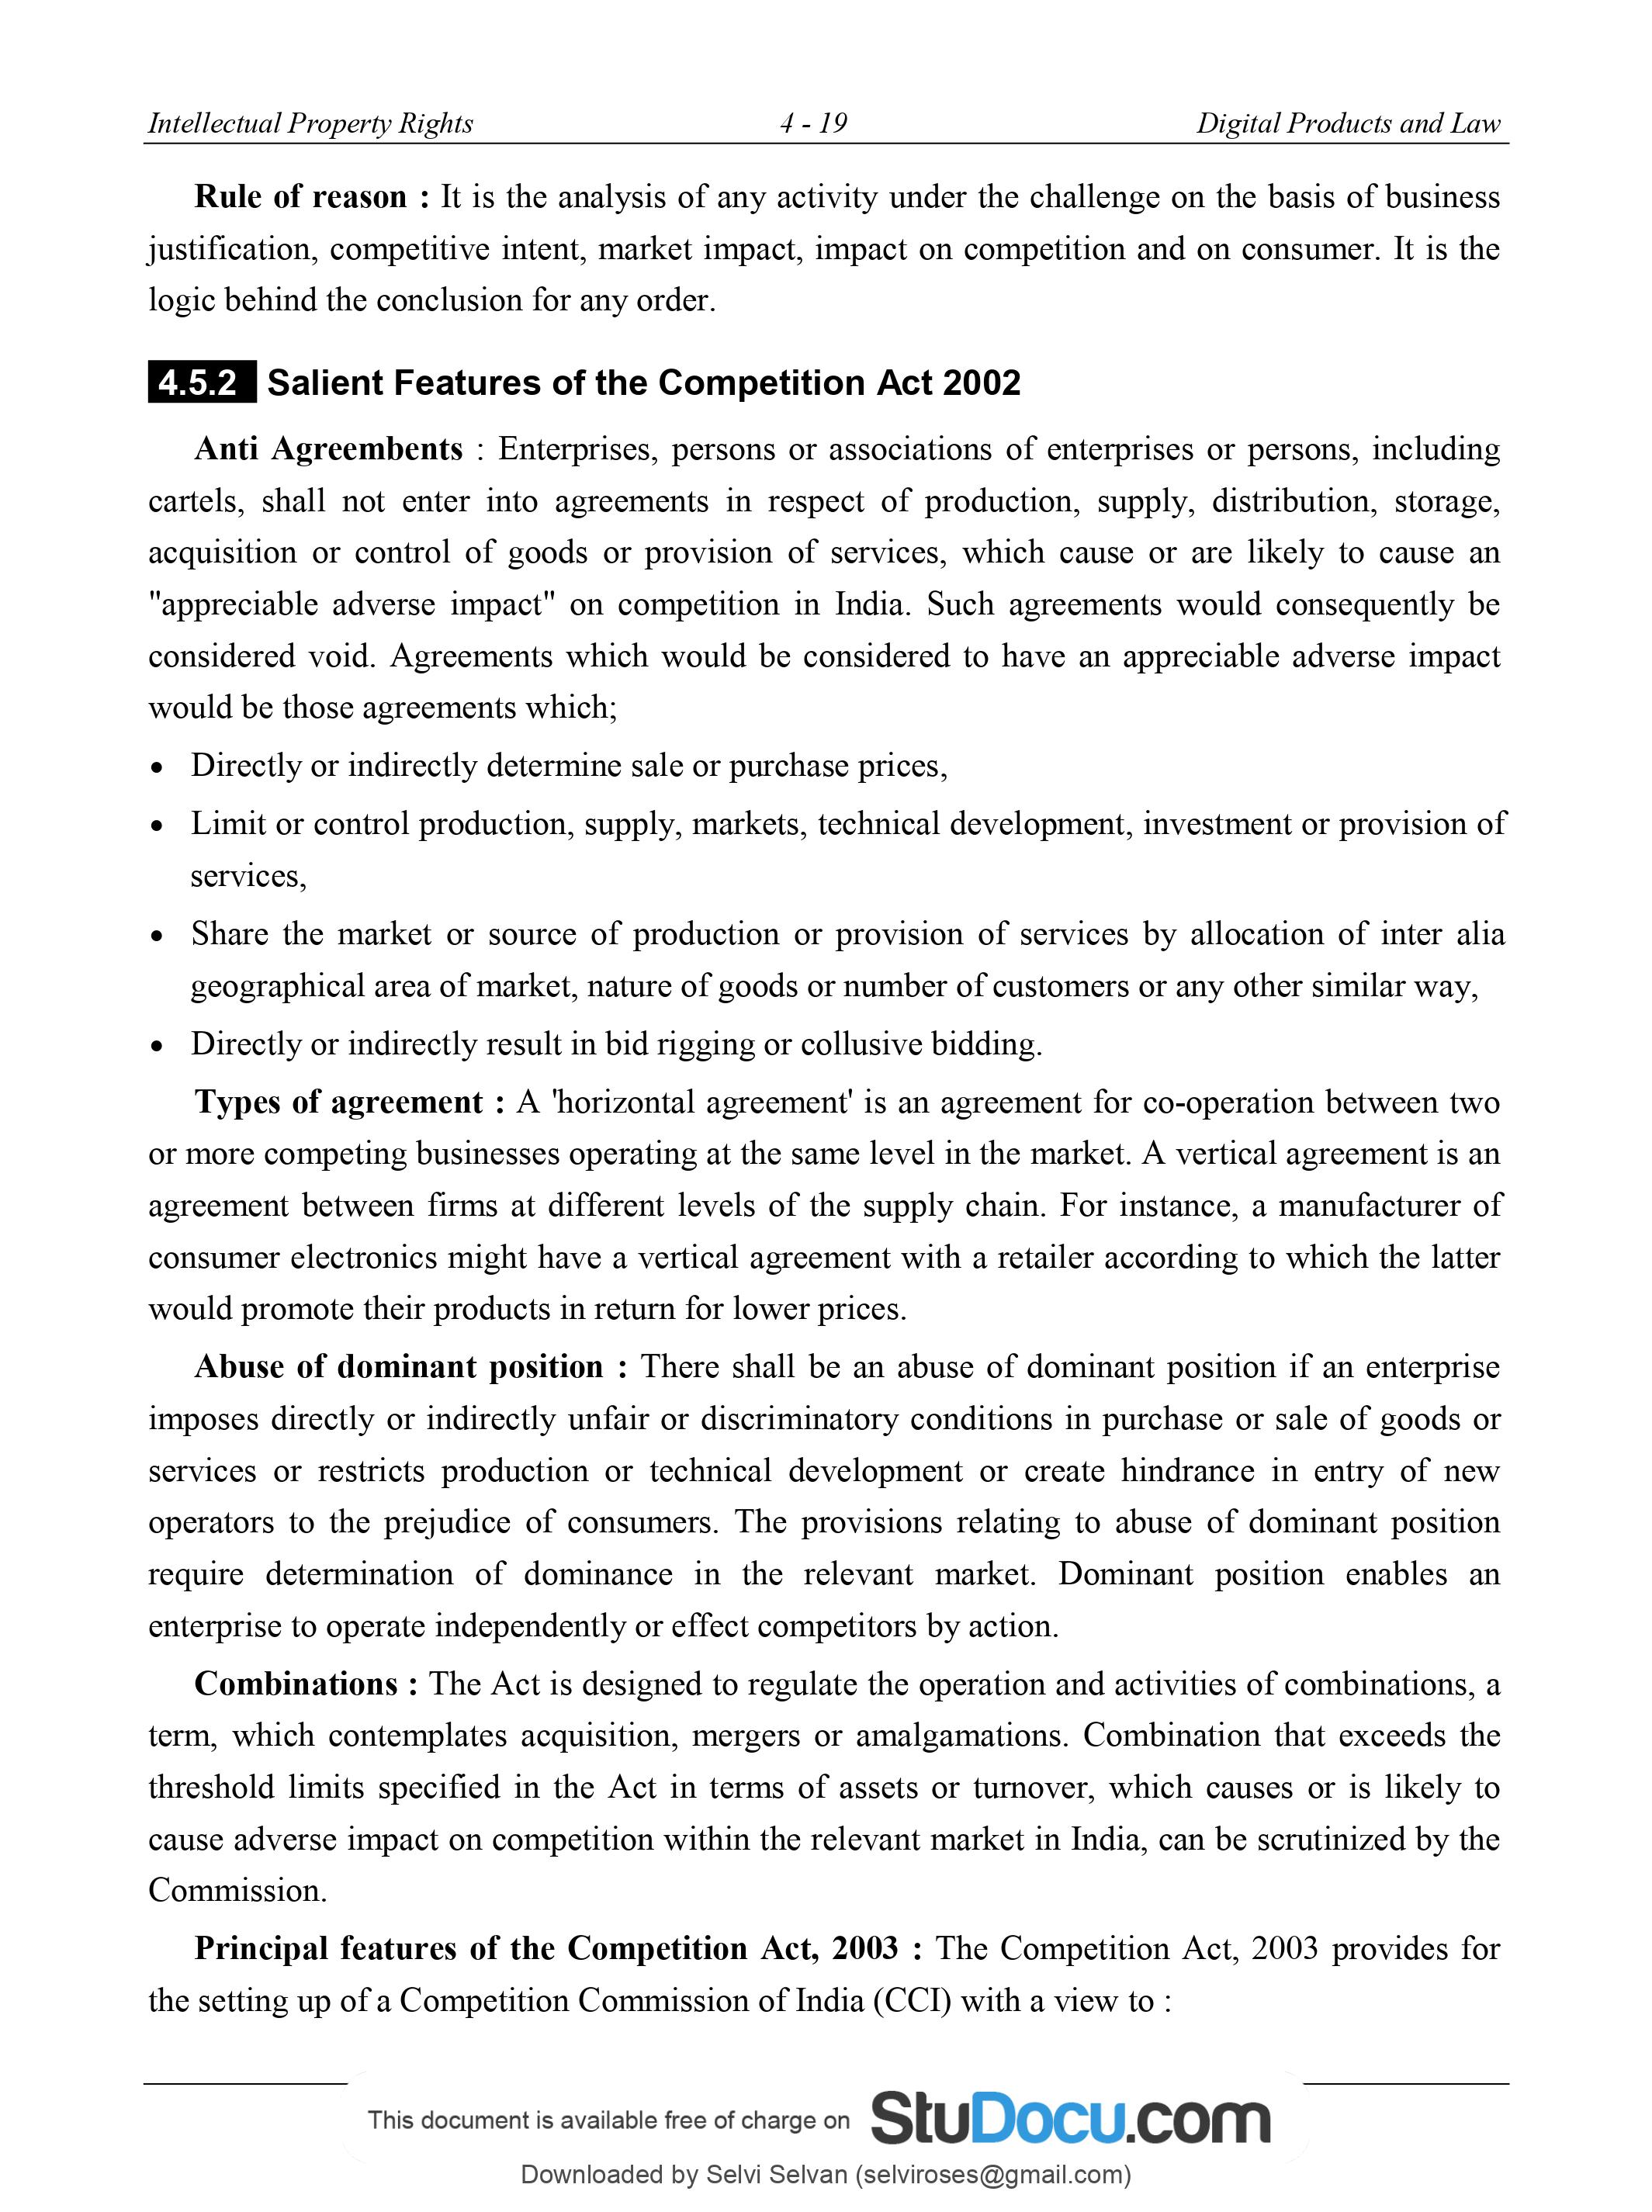 Intellectual Property Rights 4 - 19 Digital Products and Law
Rule of reason : It is the analysis of any activity under the challenge on the basis of business
justification, competitive intent, market impact, impact on competition and on consumer. It is the
logic behind the conclusion for any order.
4.5.2 Salient Features of the Competition Act 2002
Anti Agreembents : Enterprises, persons or associations of enterprises or persons, including
cartels, shall not enter into agreements in respect of production, supply, distribution, storage,
acquisition or control of goods or provision of services, which cause or are likely to cause an
"appreciable adverse impact" on competition in India. Such agreements would consequently be
considered void. Agreements which would be considered to have an appreciable adverse impact
would be those agreements which;
• Directly or indirectly determine sale or purchase prices,
• Limit or control production, supply, markets, technical development, investment or provision of
services,
• Share the market or source of production or provision of services by allocation of inter alia
geographical area of market, nature of goods or number of customers or any other similar way,
• Directly or indirectly result in bid rigging or collusive bidding.
Types of agreement : A 'horizontal agreement' is an agreement for co-operation between two
or more competing businesses operating at the same level in the market. A vertical agreement is an
agreement between firms at different levels of the supply chain. For instance, a manufacturer of
consumer electronics might have a vertical agreement with a retailer according to which the latter
would promote their products in return for lower prices.
Abuse of dominant position : There shall be an abuse of dominant position if an enterprise
imposes directly or indirectly unfair or discriminatory conditions in purchase or sale of goods or
services or restricts production or technical development or create hindrance in entry of new
operators to the prejudice of consumers. The provisions relating to abuse of dominant position
require determination of dominance in the relevant market. Dominant position enables an
enterprise to operate independently or effect competitors by action.
Combinations : The Act is designed to regulate the operation and activities of combinations, a
term, which contemplates acquisition, mergers or amalgamations. Combination that exceeds the
threshold limits specified in the Act in terms of assets or turnover, which causes or is likely to
cause adverse impact on competition within the relevant market in India, can be scrutinized by the
Commission.
Principal features of the Competition Act, 2003 : The Competition Act, 2003 provides for
the setting up of a Competition Commission of India (CCI) with a view to :
This document is available free of charge on StuDocu.com
Downloaded by Selvi Selvan (selviroses@gmail.com)